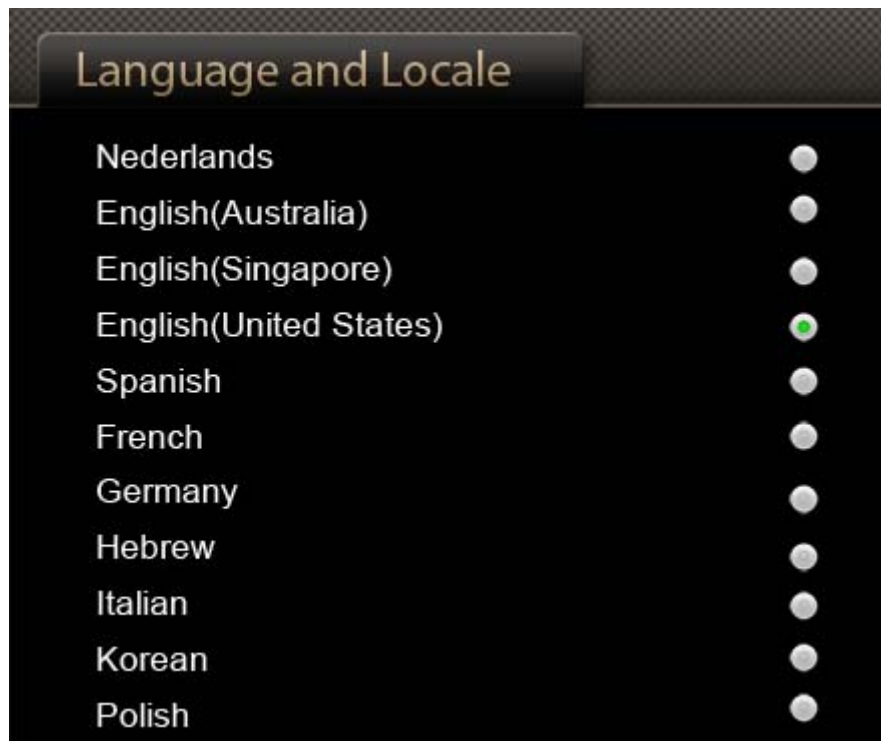 Language and Locale
Nederlands
English(Australia)
English(Singapore)
English(United States)
Spanish
French
Germany
Hebrew
Italian
Korean
Polish